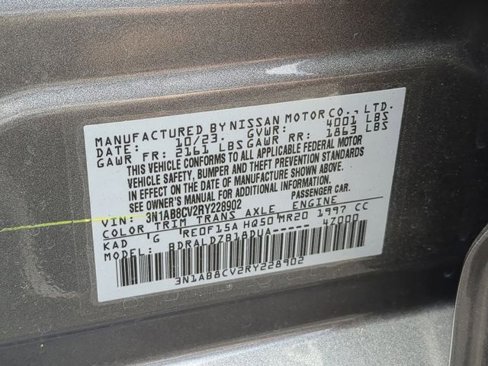 MANUFACTURED BY NISSAN MOTOR CO., LTD.
DATE: 10/23 GVWR: 4001 LBS
GAWR FR: 2161 LBS GAWR RR: 1863 LBS
THIS VEHICLE CONFORMS TO ALL APPLICABLE FEDERAL MOTOR
VEHICLE SAFETY, BUMPER AND THEFT PREVENTION STANDARDS
IN EFFECT ON THE DATE OF MANUFACTURE SHOWN ABOVE.
SEE OWNER'S MANUAL FOR ADDITIONAL INFORMATION.
PASSENGER CAR.
VIN: 3N1AB8CV2RY228902
COLOR TRIM TRANS AXLE ENGINE
KAD G RE0F15A HQ50 MR20 1997 CC
MODEL: BDRALDZB18DUA----- 47000
3N1AB8CV2RY228902